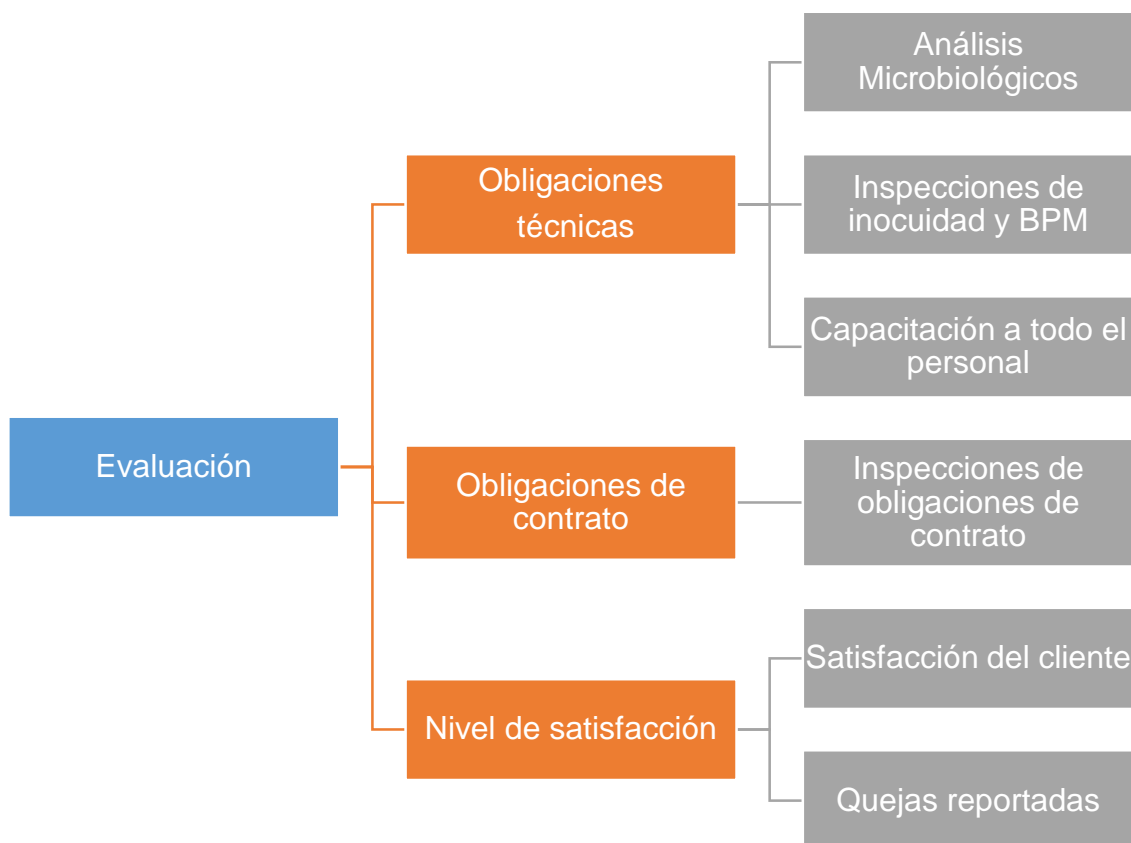 Evaluación
Obligaciones
técnicas
Análisis
Microbiológicos
Inspecciones de
inocuidad y BPM
Capacitación a todo el
personal
Obligaciones de
contrato
Inspecciones de
obligaciones de
contrato
Nivel de satisfacción
Satisfacción del cliente
Quejas reportadas